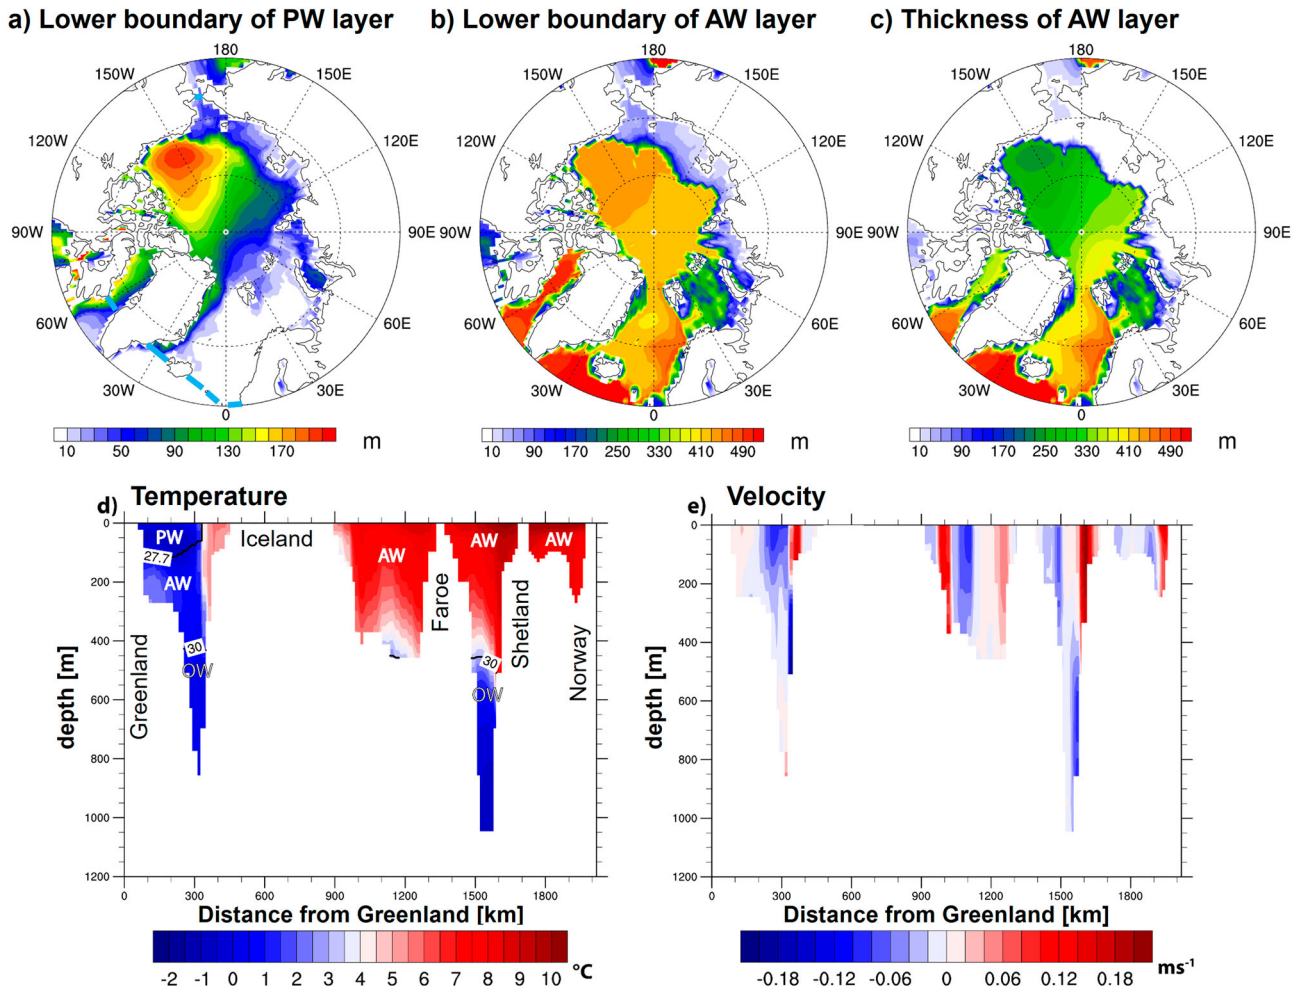 a) Lower boundary of PW layer
b) Lower boundary of AW layer
c) Thickness of AW layer
180
150W
150E
120W
120E
90W
90E
60W
60E
30W
30E
0
180
150W
150E
120W
120E
90W
90E
60W
60E
30W
30E
0
180
150W
150E
120W
120E
90W
90E
60W
60E
30W
30E
0
10 50 90 130 170 m
10 90 170 250 330 410 490 m
10 90 170 250 330 410 490 m
d) Temperature
0
200
400
600
800
1000
1200
depth [m]
PW
27.7
AW
30
OW
Greenland
Iceland
AW
Faroe
AW
30
OW
Shetland
AW
Norway
0 300 600 900 1200 1500 1800
Distance from Greenland [km]
-2 -1 0 1 2 3 4 5 6 7 8 9 10 °C
e) Velocity
0
200
400
600
800
1000
1200
depth [m]
0 300 600 900 1200 1500 1800
Distance from Greenland [km]
-0.18 -0.12 -0.06 0 0.06 0.12 0.18 ms⁻¹